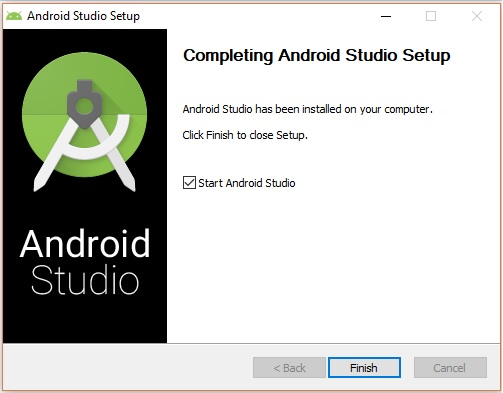 Android Studio Setup
Completing Android Studio Setup
Android Studio has been installed on your computer.
Click Finish to close Setup.
Start Android Studio
Android
Studio
< Back
Finish
Cancel